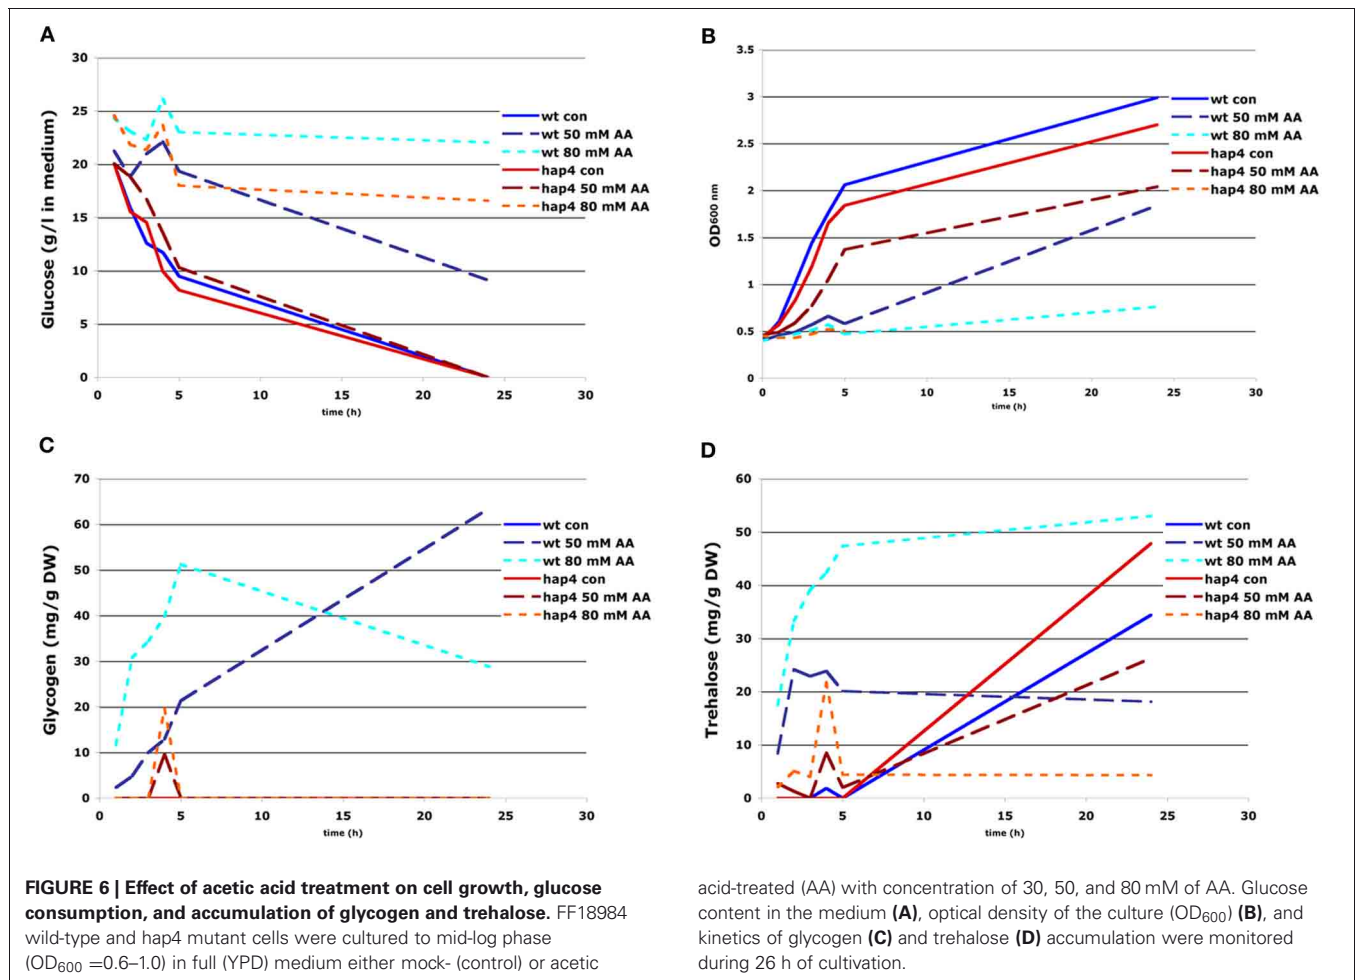 A
30
25
20
15
10
5
0
0 5 10 15 20 25 30
Glucose (g/l in medium)
time (h)
wt con
wt 50 mM AA
wt 80 mM AA
hap4 con
hap4 50 mM AA
hap4 80 mM AA
B
3.5
3
2.5
2
1.5
1
0.5
0
0 5 10 15 20 25 30
OD600 nm
time (h)
wt con
wt 50 mM AA
wt 80 mM AA
hap4 con
hap4 50 mM AA
hap4 80 mM AA
C
70
60
50
40
30
20
10
0
0 5 10 15 20 25 30
Glycogen (mg/g DW)
time (h)
wt con
wt 50 mM AA
wt 80 mM AA
hap4 con
hap4 50 mM AA
hap4 80 mM AA
D
60
50
40
30
20
10
0
0 5 10 15 20 25 30
Trehalose (mg/g DW)
time (h)
wt con
wt 50 mM AA
wt 80 mM AA
hap4 con
hap4 50 mM AA
hap4 80 mM AA
FIGURE 6 | Effect of acetic acid treatment on cell growth, glucose
consumption, and accumulation of glycogen and trehalose. FF18984
wild-type and hap4 mutant cells were cultured to mid-log phase
(OD600 =0.6–1.0) in full (YPD) medium either mock- (control) or acetic
acid-treated (AA) with concentration of 30, 50, and 80 mM of AA. Glucose
content in the medium (A), optical density of the culture (OD600) (B), and
kinetics of glycogen (C) and trehalose (D) accumulation were monitored
during 26 h of cultivation.